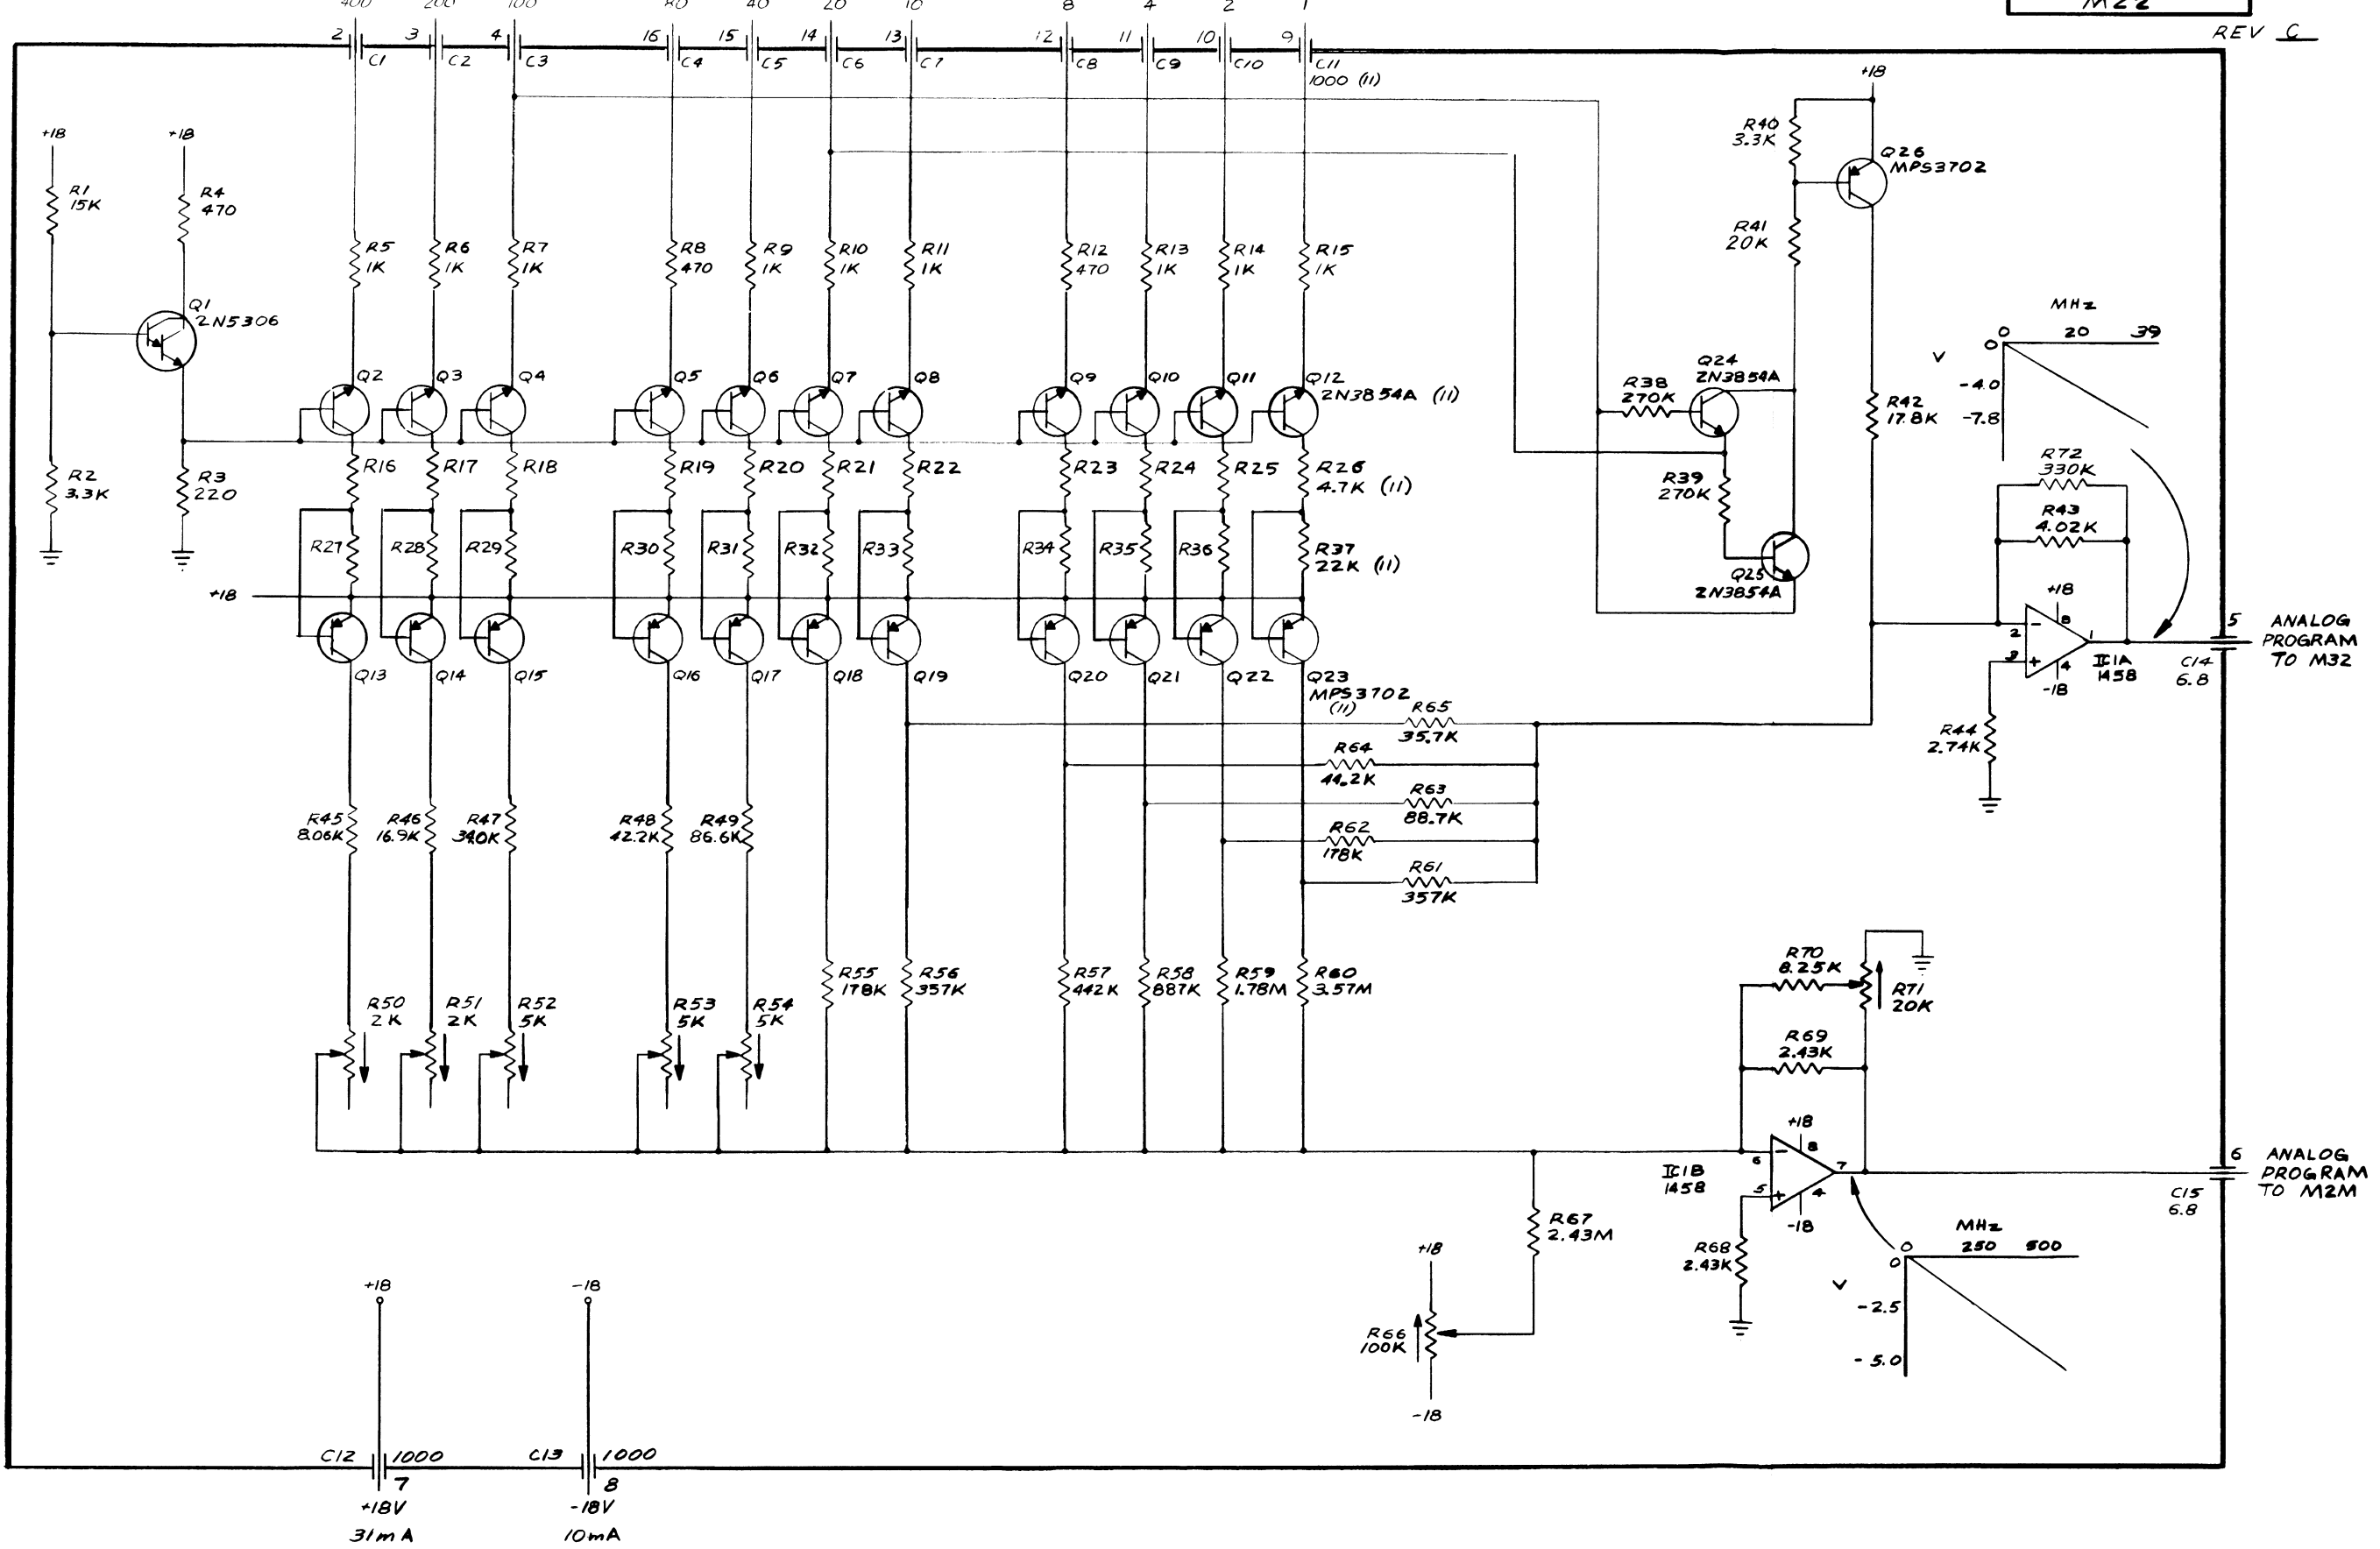 400 200 100 80 40 20 10 8 4 2 1
M22
REV C
2 3 4 16 15 14 13 12 11 10 9
C1 C2 C3 C4 C5 C6 C7 C8 C9 C10 C11
1000 (11)
+18
+18
+18
R1
15K
R4
470
R40
3.3K
Q26
MPS3702
R41
20K
R5
1K
R6
1K
R7
1K
R8
470
R9
1K
R10
1K
R11
1K
R12
470
R13
1K
R14
1K
R15
1K
Q1
2N5306
MHz
0 20 39
V
0
-4.0
-7.8
Q2 Q3 Q4 Q5 Q6 Q7 Q8 Q9 Q10 Q11 Q12
2N3854A (11)
Q24
2N3854A
R38
270K
R42
17.8K
R2
3.3K
R3
220
R16 R17 R18 R19 R20 R21 R22 R23 R24 R25 R26
4.7K (11)
R39
270K
R72
330K
R43
4.02K
R27 R28 R29 R30 R31 R32 R33 R34 R35 R36 R37
22K (11)
Q25
2N3854A
+18
+18
8
-
2
3
+
1
4
-18
IC1A
1458
5
ANALOG
PROGRAM
TO M32
C14
6.8
Q13 Q14 Q15 Q16 Q17 Q18 Q19 Q20 Q21 Q22 Q23
MPS3702
(11)
R65
35.7K
R64
44.2K
R63
88.7K
R62
178K
R61
357K
R44
2.74K
R45
8.06K
R46
16.9K
R47
34.0K
R48
42.2K
R49
86.6K
R50
2K
R51
2K
R52
5K
R53
5K
R54
5K
R55
178K
R56
357K
R57
442K
R58
887K
R59
1.78M
R60
3.57M
R70
8.25K
R71
20K
R69
2.43K
+18
8
-
6
5
+
7
4
-18
IC1B
1458
6
ANALOG
PROGRAM
TO M2M
C15
6.8
R67
2.43M
R68
2.43K
MHz
0 250 500
V
0
-2.5
-5.0
+18
R66
100K
-18
+18
-18
C12
1000
7
+18V
31mA
C13
1000
8
-18V
10mA